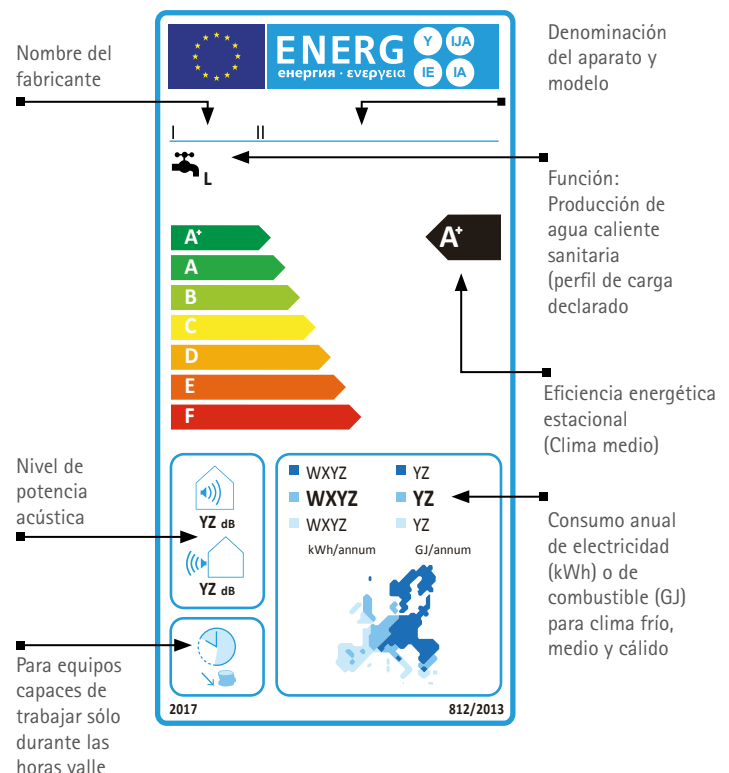 Nombre del
fabricante
Denominación
del aparato y
modelo
ENERG
енергия · ενεργεια
Y IJA
IE IA
I II
L
Función:
Producción de
agua caliente
sanitaria
(perfil de carga
declarado
A+
A
B
C
D
E
F
A+
Eficiencia energética
estacional
(Clima medio)
Nivel de
potencia
acústica
YZ dB
YZ dB
WXYZ YZ
WXYZ YZ
WXYZ YZ
kWh/annum GJ/annum
Consumo anual
de electricidad
(kWh) o de
combustible (GJ)
para clima frío,
medio y cálido
Para equipos
capaces de
trabajar sólo
durante las
horas valle
2017 812/2013